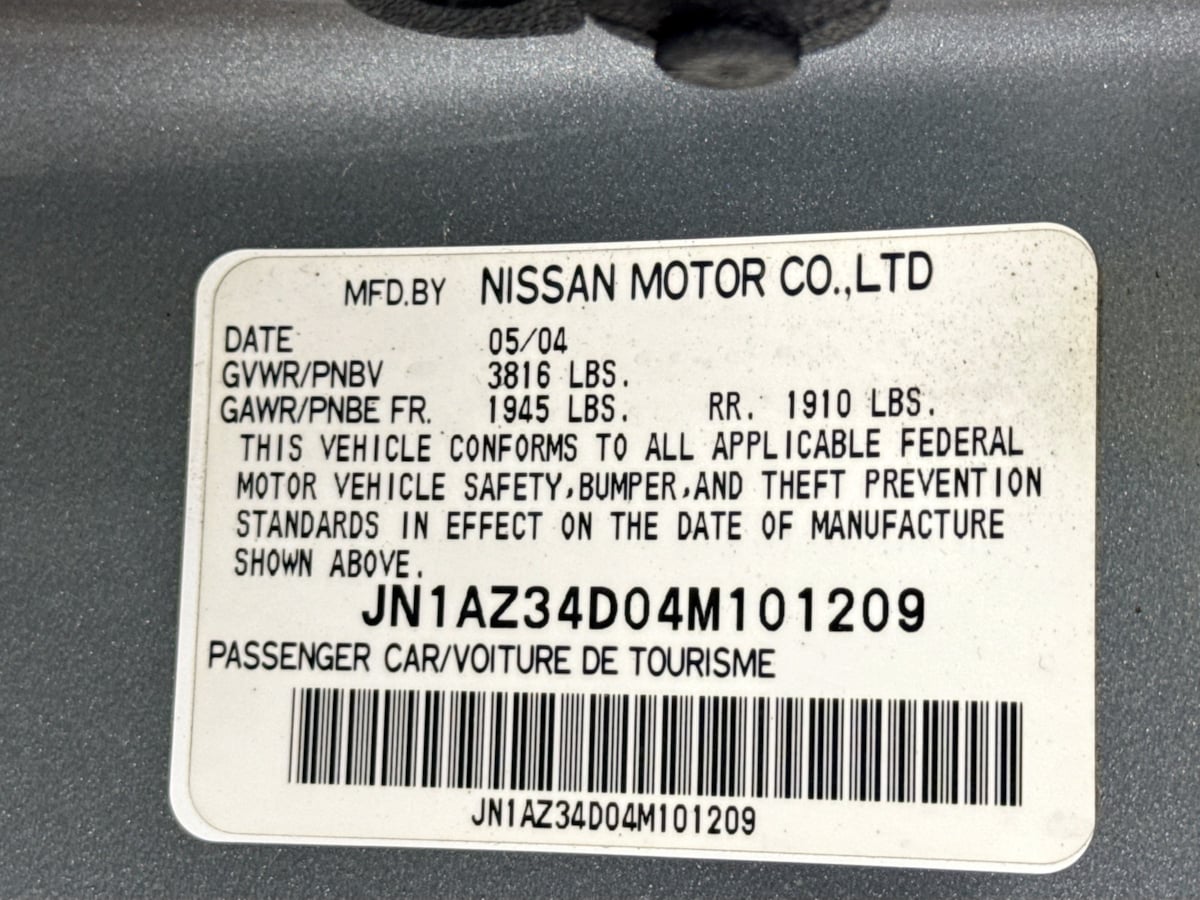 MFD.BY NISSAN MOTOR CO.,LTD
DATE 05/04
GVWR/PNBV 3816 LBS.
GAWR/PNBE FR. 1945 LBS. RR. 1910 LBS.
THIS VEHICLE CONFORMS TO ALL APPLICABLE FEDERAL
MOTOR VEHICLE SAFETY,BUMPER,AND THEFT PREVENTION
STANDARDS IN EFFECT ON THE DATE OF MANUFACTURE
SHOWN ABOVE.
JN1AZ34D04M101209
PASSENGER CAR/VOITURE DE TOURISME
JN1AZ34D04M101209